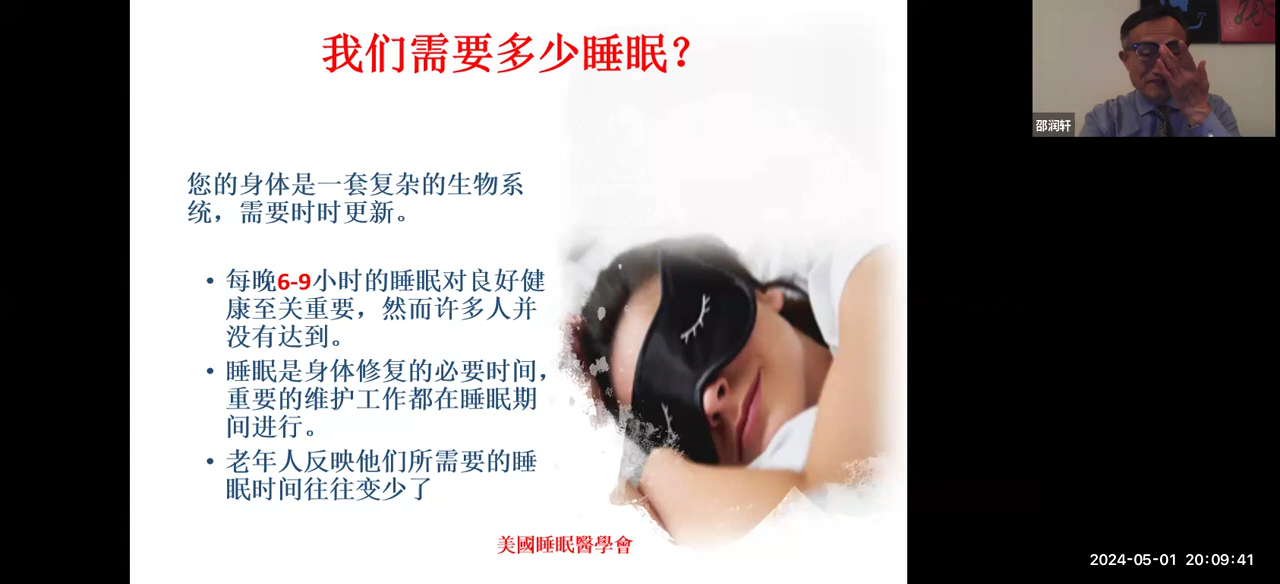 我们需要多少睡眠？
邵润轩
您的身体是一套复杂的生物系
统，需要时时更新。
• 每晚6-9小时的睡眠对良好健
康至关重要，然而许多人并
没有达到。
• 睡眠是身体修复的必要时间，
重要的维护工作都在睡眠期
间进行。
• 老年人反映他们所需要的睡
眠时间往往变少了
美國睡眠醫學會
2024-05-01 20:09:41